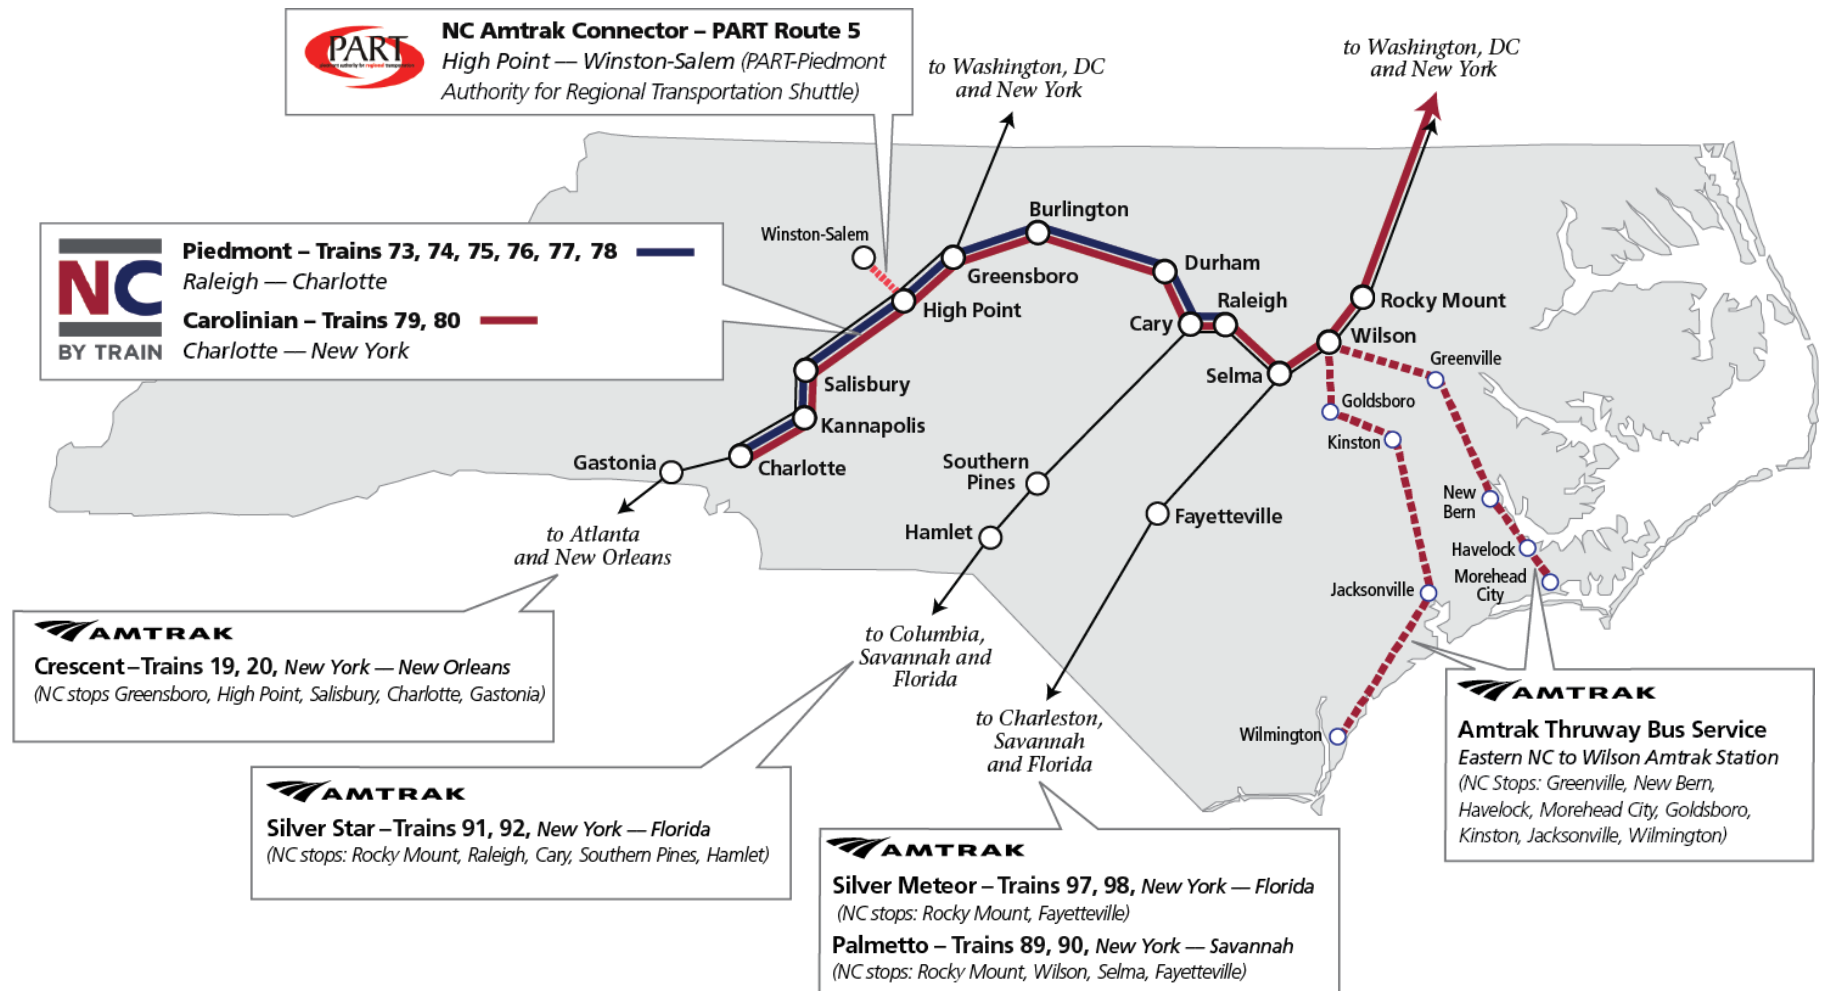 PART
NC Amtrak Connector – PART Route 5
High Point — Winston-Salem (PART-Piedmont
Authority for Regional Transportation Shuttle)
to Washington, DC
and New York
to Washington, DC
and New York
NC
BY TRAIN
Piedmont – Trains 73, 74, 75, 76, 77, 78
Raleigh — Charlotte
Carolinian – Trains 79, 80
Charlotte — New York
Winston-Salem
Burlington
Greensboro
High Point
Durham
Raleigh
Cary
Rocky Mount
Wilson
Selma
Greenville
Goldsboro
Kinston
Salisbury
Kannapolis
Charlotte
Gastonia
Southern
Pines
Hamlet
Fayetteville
New
Bern
Havelock
Morehead
City
Jacksonville
Wilmington
to Atlanta
and New Orleans
to Columbia,
Savannah and
Florida
to Charleston,
Savannah
and Florida
AMTRAK
Crescent–Trains 19, 20, New York — New Orleans
(NC stops Greensboro, High Point, Salisbury, Charlotte, Gastonia)
AMTRAK
Silver Star–Trains 91, 92, New York — Florida
(NC stops: Rocky Mount, Raleigh, Cary, Southern Pines, Hamlet)
AMTRAK
Silver Meteor – Trains 97, 98, New York — Florida
(NC stops: Rocky Mount, Fayetteville)
Palmetto – Trains 89, 90, New York — Savannah
(NC stops: Rocky Mount, Wilson, Selma, Fayetteville)
AMTRAK
Amtrak Thruway Bus Service
Eastern NC to Wilson Amtrak Station
(NC Stops: Greenville, New Bern,
Havelock, Morehead City, Goldsboro,
Kinston, Jacksonville, Wilmington)